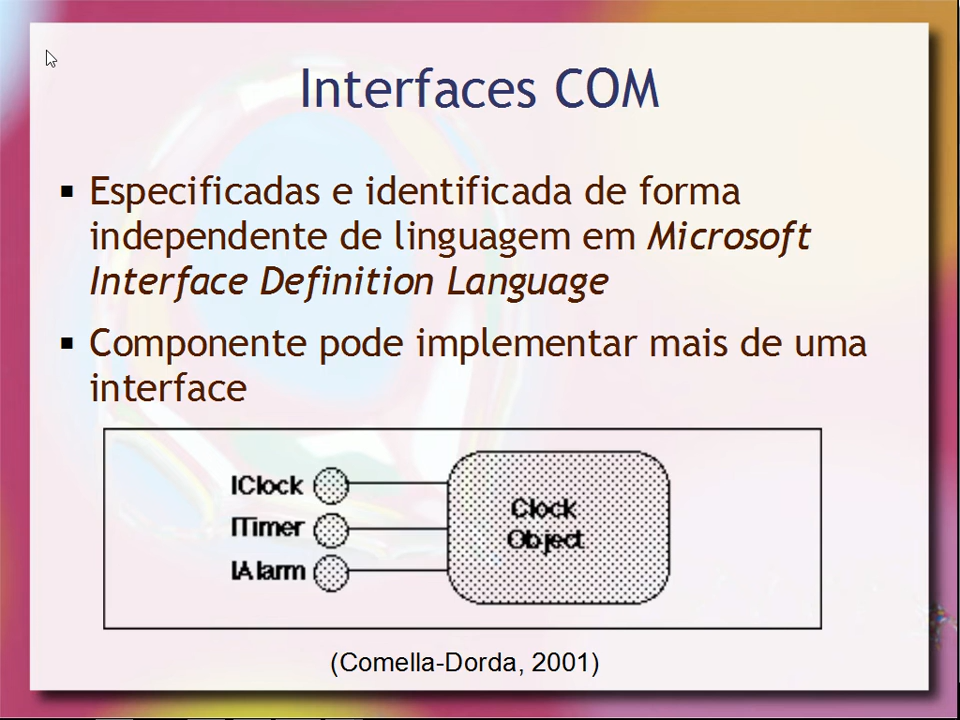 Interfaces COM
▪ Especificadas e identificada de forma
independente de linguagem em Microsoft
Interface Definition Language
▪ Componente pode implementar mais de uma
interface
IClock
ITimer
IAlarm
Clock
Object
(Comella-Dorda, 2001)